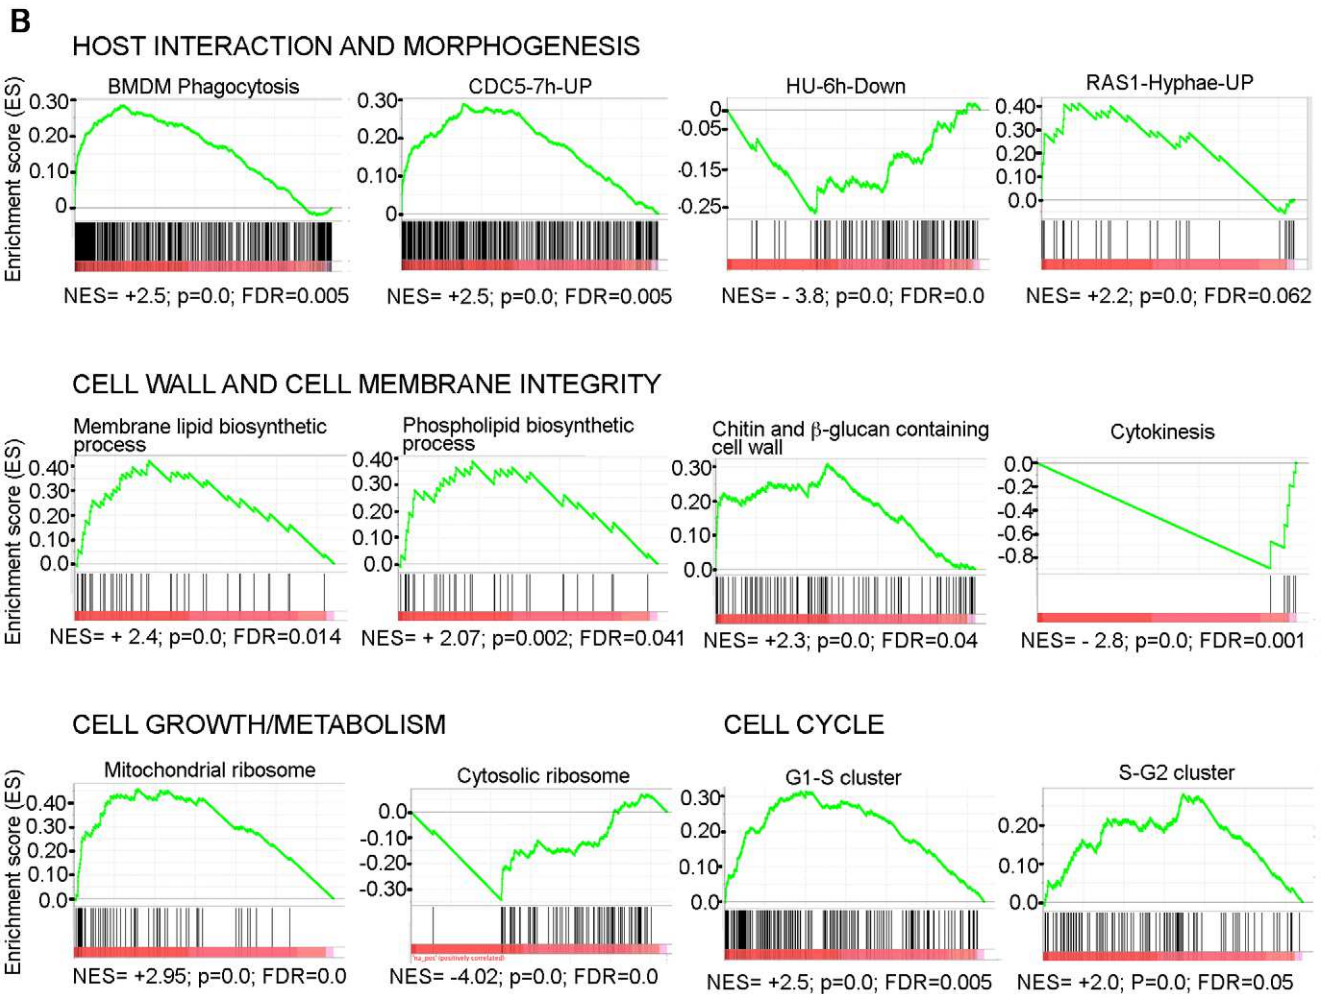 B
HOST INTERACTION AND MORPHOGENESIS
BMDM Phagocytosis
CDC5-7h-UP
HU-6h-Down
RAS1-Hyphae-UP
Enrichment score (ES)
0.30
0.20
0.10
0
0.30
0.20
0.10
0
0
-0.05
-0.15
-0.25
0.40
0.30
0.20
0.10
0.0
NES= +2.5; p=0.0; FDR=0.005
NES= +2.5; p=0.0; FDR=0.005
NES= - 3.8; p=0.0; FDR=0.0
NES= +2.2; p=0.0; FDR=0.062
CELL WALL AND CELL MEMBRANE INTEGRITY
Membrane lipid biosynthetic
process
Phospholipid biosynthetic
process
Chitin and β-glucan containing
cell wall
Cytokinesis
Enrichment score (ES)
0.40
0.30
0.20
0.10
0.0
0.40
0.30
0.20
0.10
0.0
0.30
0.20
0.10
0.0
0.0
-0.2
-0.4
-0.6
-0.8
NES= + 2.4; p=0.0; FDR=0.014
NES= + 2.07; p=0.002; FDR=0.041
NES= +2.3; p=0.0; FDR=0.04
NES= - 2.8; p=0.0; FDR=0.001
CELL GROWTH/METABOLISM
CELL CYCLE
Mitochondrial ribosome
Cytosolic ribosome
G1-S cluster
S-G2 cluster
Enrichment score (ES)
0.40
0.30
0.20
0.10
0.0
0.0
-0.10
-0.20
-0.30
0.30
0.20
0.10
0.0
0.20
0.10
0.0
'na_pos' (positively correlated)
NES= +2.95; p=0.0; FDR=0.0
NES= -4.02; p=0.0; FDR=0.0
NES= +2.5; p=0.0; FDR=0.005
NES= +2.0; P=0.0; FDR=0.05